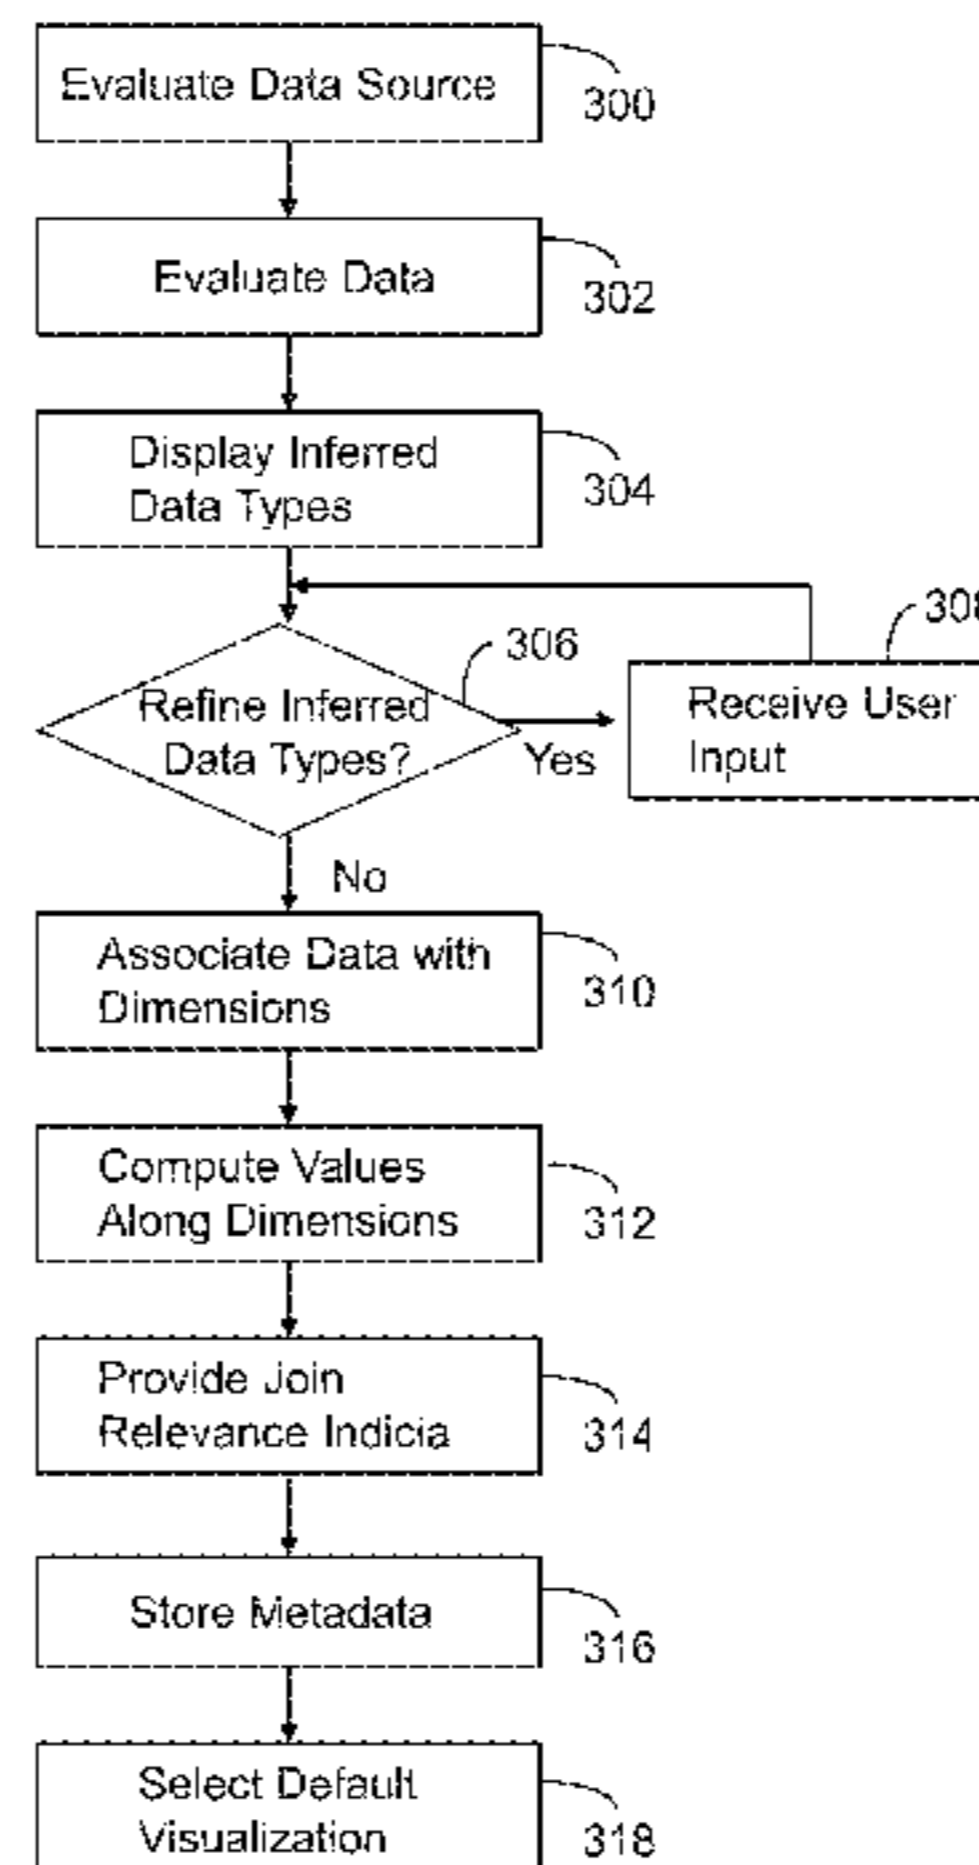 Evaluate Data Source
300
Evaluate Data
302
Display Inferred
Data Types
304
306
Refine Inferred
Data Types?
Yes
Receive User
Input
No
Associate Data with
Dimensions
310
Compute Values
Along Dimensions
312
Provide Join
Relevance Indicia
314
Store Metadata
316
Select Default
Visualization
318